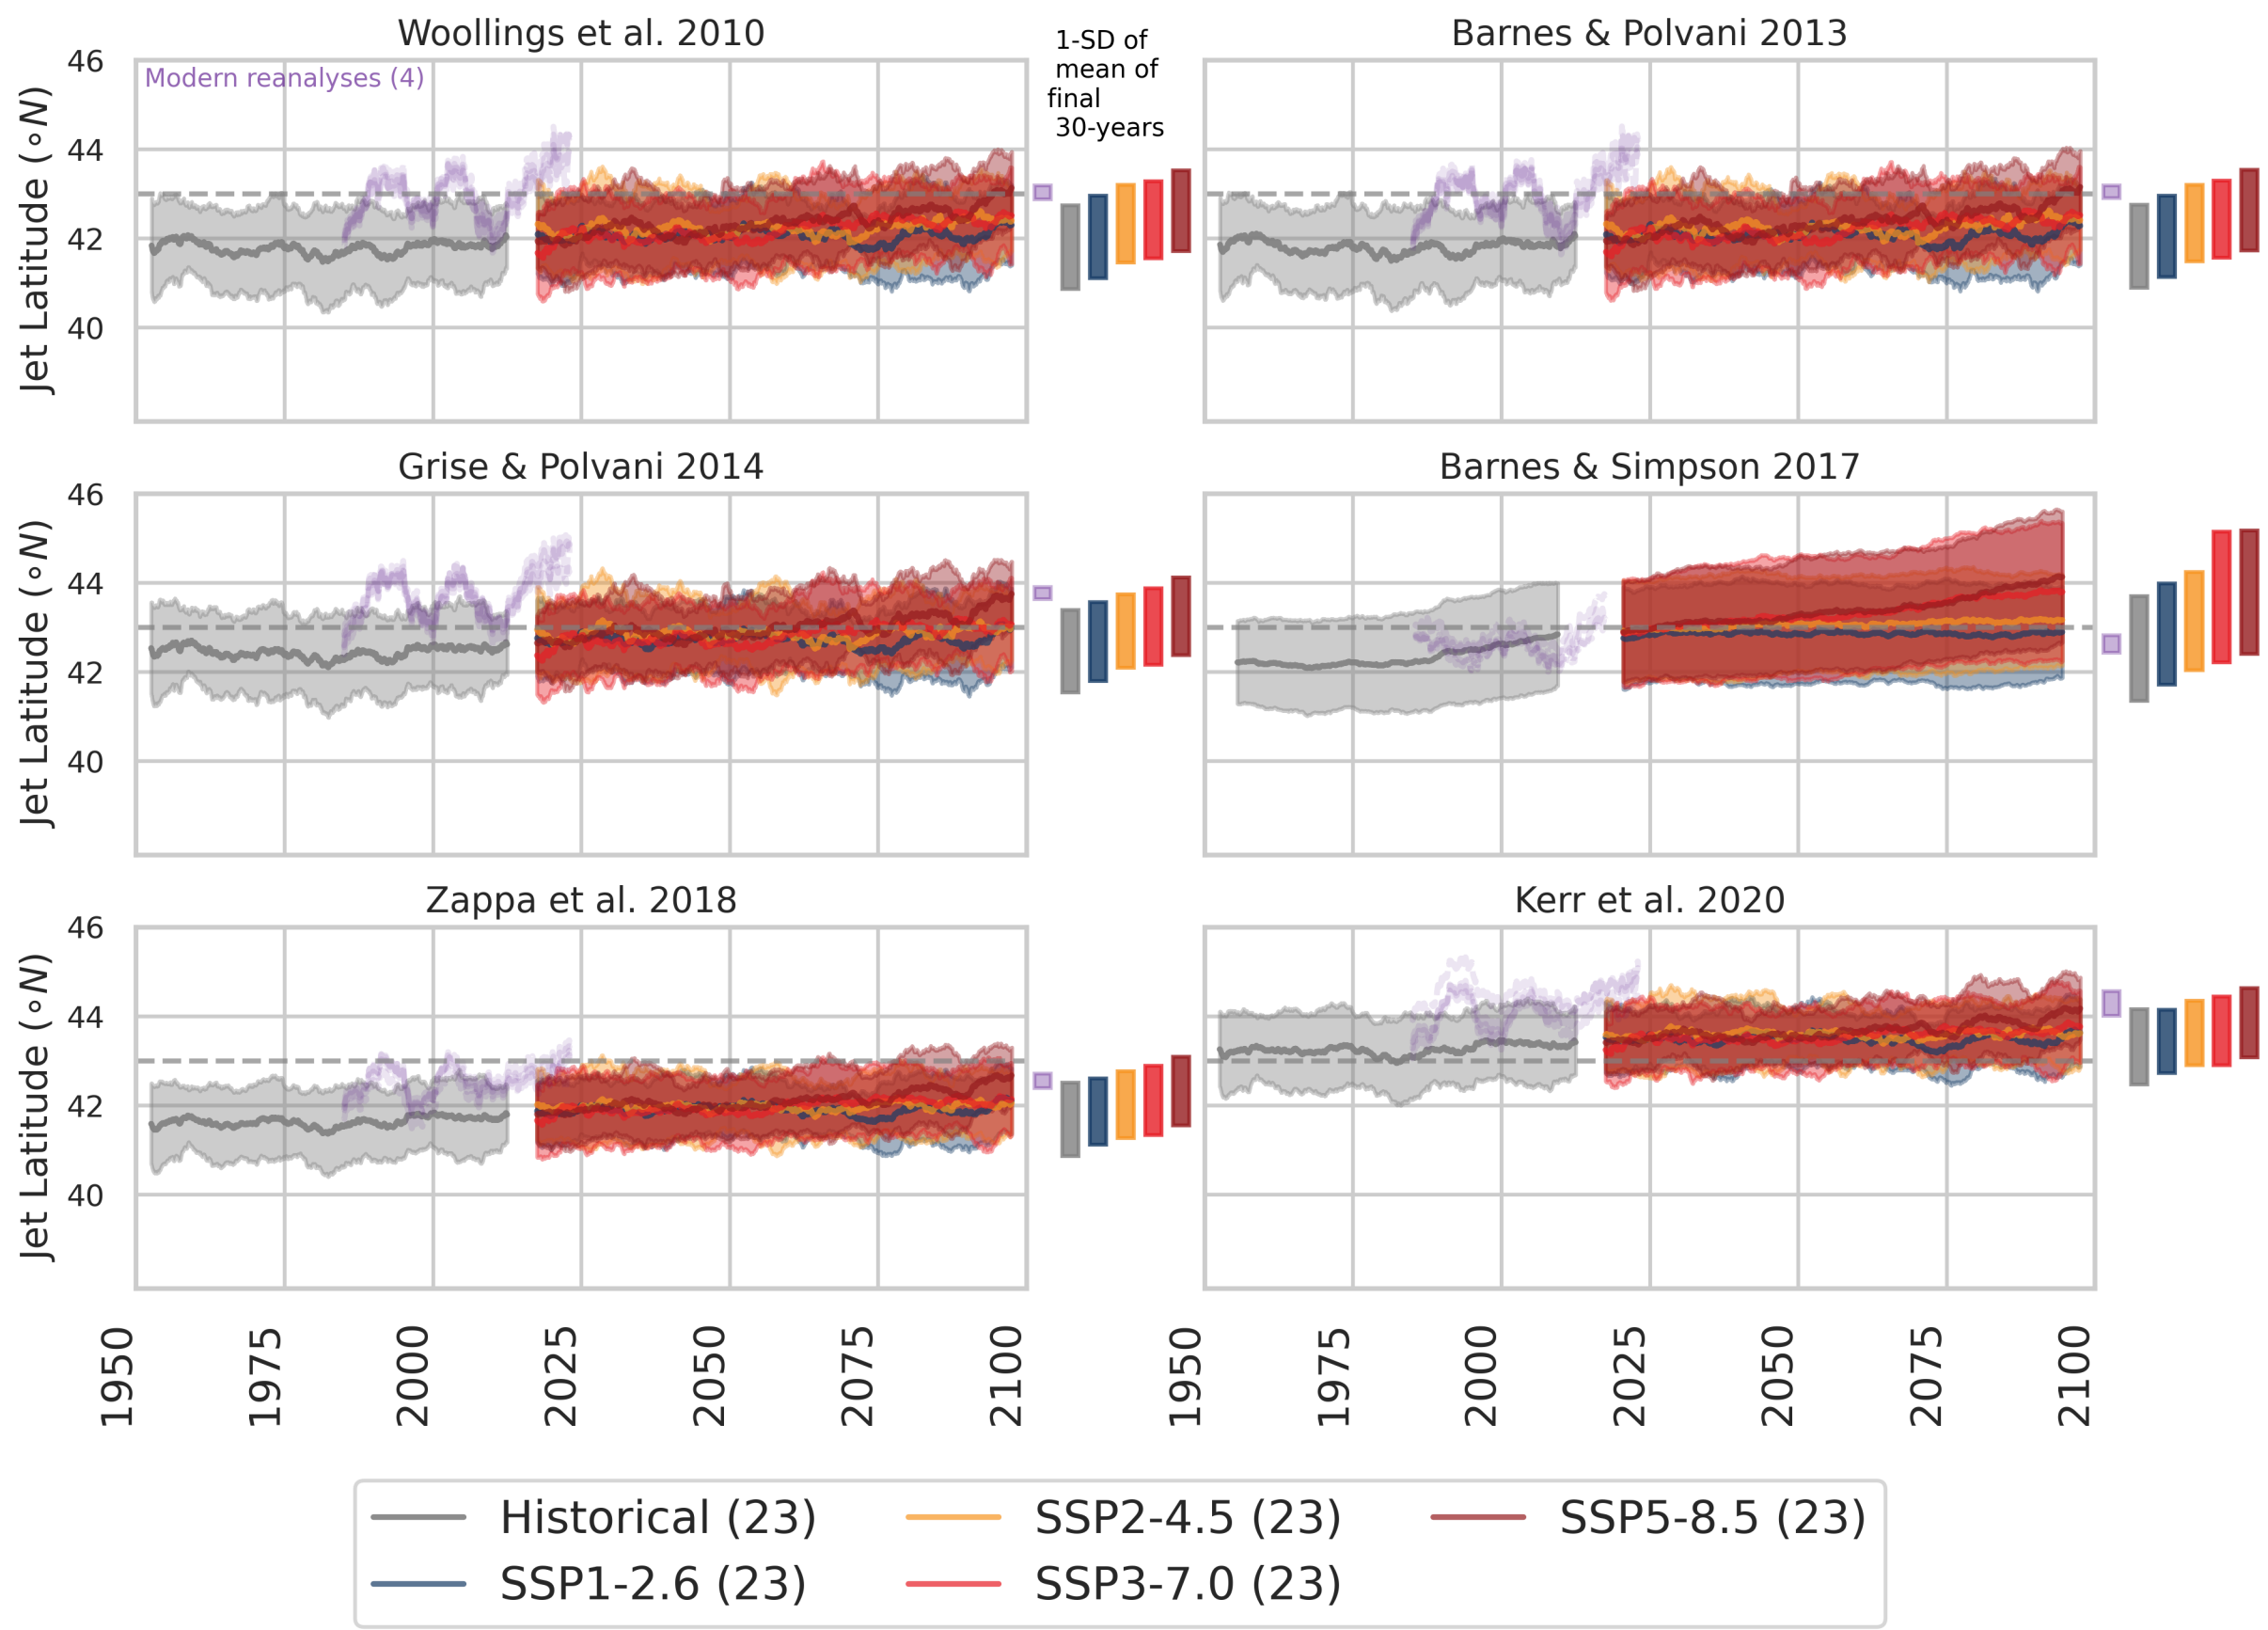 Woollings et al. 2010
1-SD of
mean of
final
30-years
Barnes & Polvani 2013
Modern reanalyses (4)
Jet Latitude (∘N)
46
44
42
40
Grise & Polvani 2014
Barnes & Simpson 2017
Jet Latitude (∘N)
46
44
42
40
Zappa et al. 2018
Kerr et al. 2020
Jet Latitude (∘N)
46
44
42
40
1950 1975 2000 2025 2050 2075 2100
1950 1975 2000 2025 2050 2075 2100
Historical (23) SSP2-4.5 (23) SSP5-8.5 (23)
SSP1-2.6 (23) SSP3-7.0 (23)